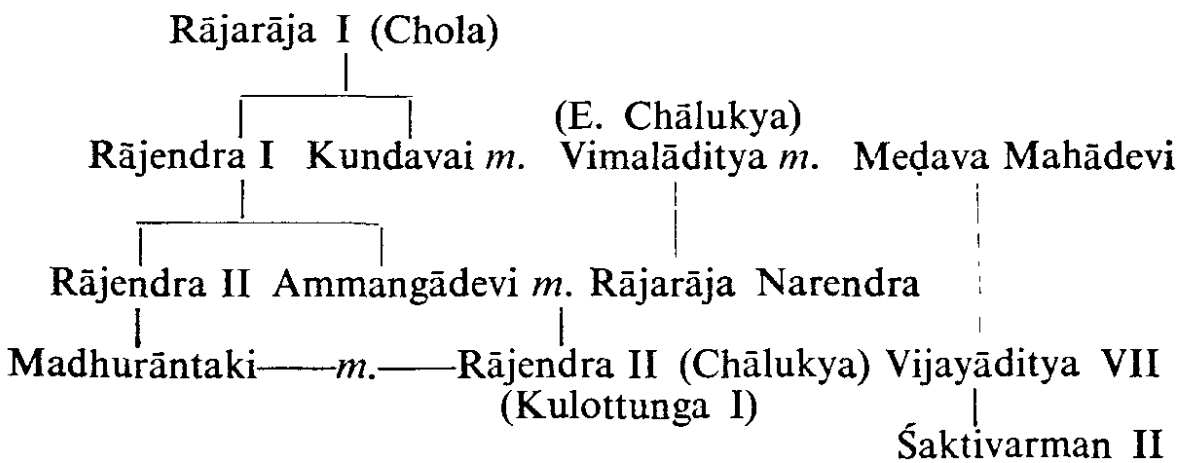 Rājarāja I (Chola)
(E. Chālukya)
Rājendra I Kundavai m. Vimalāditya m. Meḍava Mahādevi
Rājendra II Ammangādevi m. Rājarāja Narendra
Madhurāntaki——m.——Rājendra II (Chālukya) Vijayāditya VII
(Kulottunga I)
Śaktivarman II